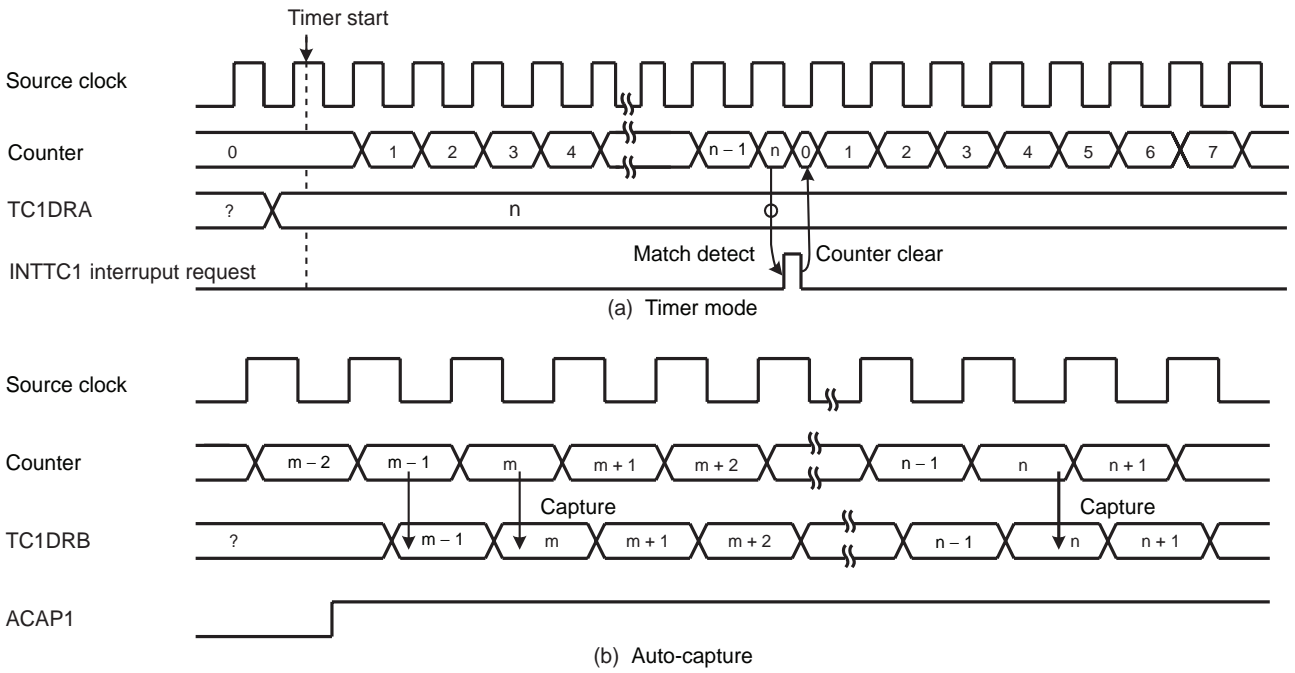 Timer start
Source clock
Counter 0 1 2 3 4 n – 1 n 0 1 2 3 4 5 6 7
TC1DRA ? n
Match detect Counter clear
INTTC1 interruput request
(a) Timer mode
Source clock
Counter m – 2 m – 1 m m + 1 m + 2 n – 1 n n + 1
Capture Capture
TC1DRB ? m – 1 m m + 1 m + 2 n – 1 n n + 1
ACAP1
(b) Auto-capture